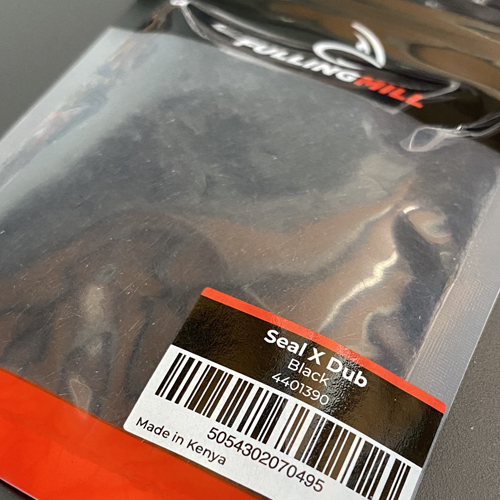 FULLINGMILL
Seal X Dub
Black
4401390
5054302070495
Made in Kenya